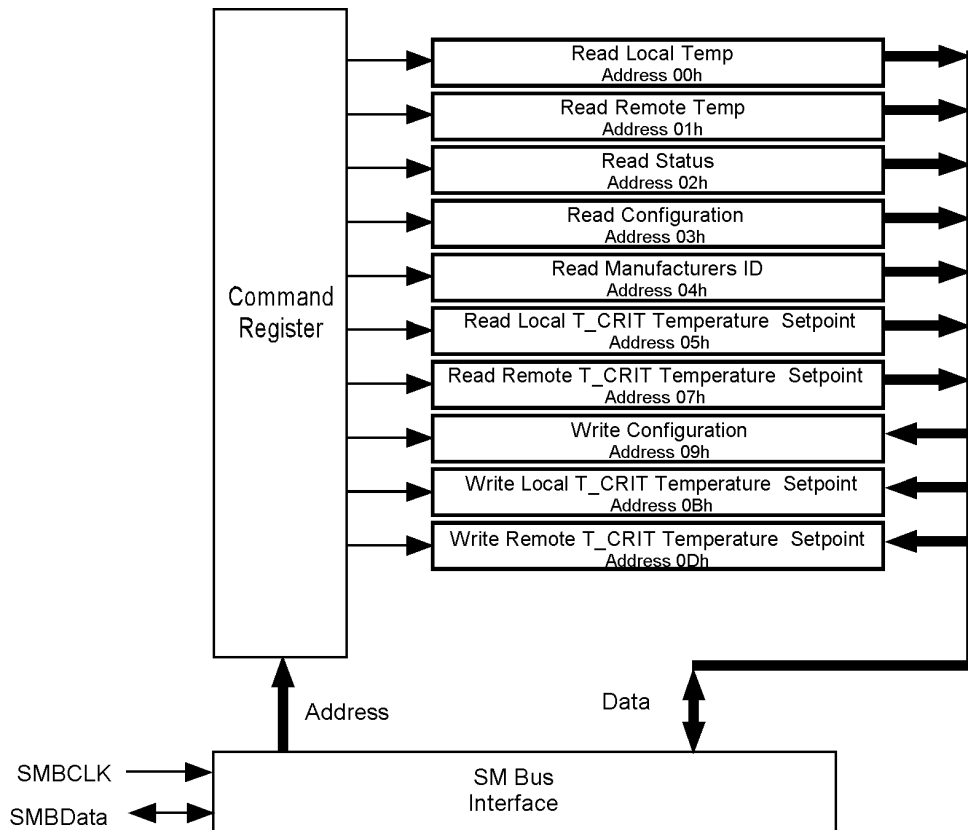 Read Local Temp
Address 00h
Read Remote Temp
Address 01h
Read Status
Address 02h
Read Configuration
Address 03h
Read Manufacturers ID
Address 04h
Command
Register
Read Local T_CRIT Temperature Setpoint
Address 05h
Read Remote T_CRIT Temperature Setpoint
Address 07h
Write Configuration
Address 09h
Write Local T_CRIT Temperature Setpoint
Address 0Bh
Write Remote T_CRIT Temperature Setpoint
Address 0Dh
Address
Data
SMBCLK
SMBData
SM Bus
Interface